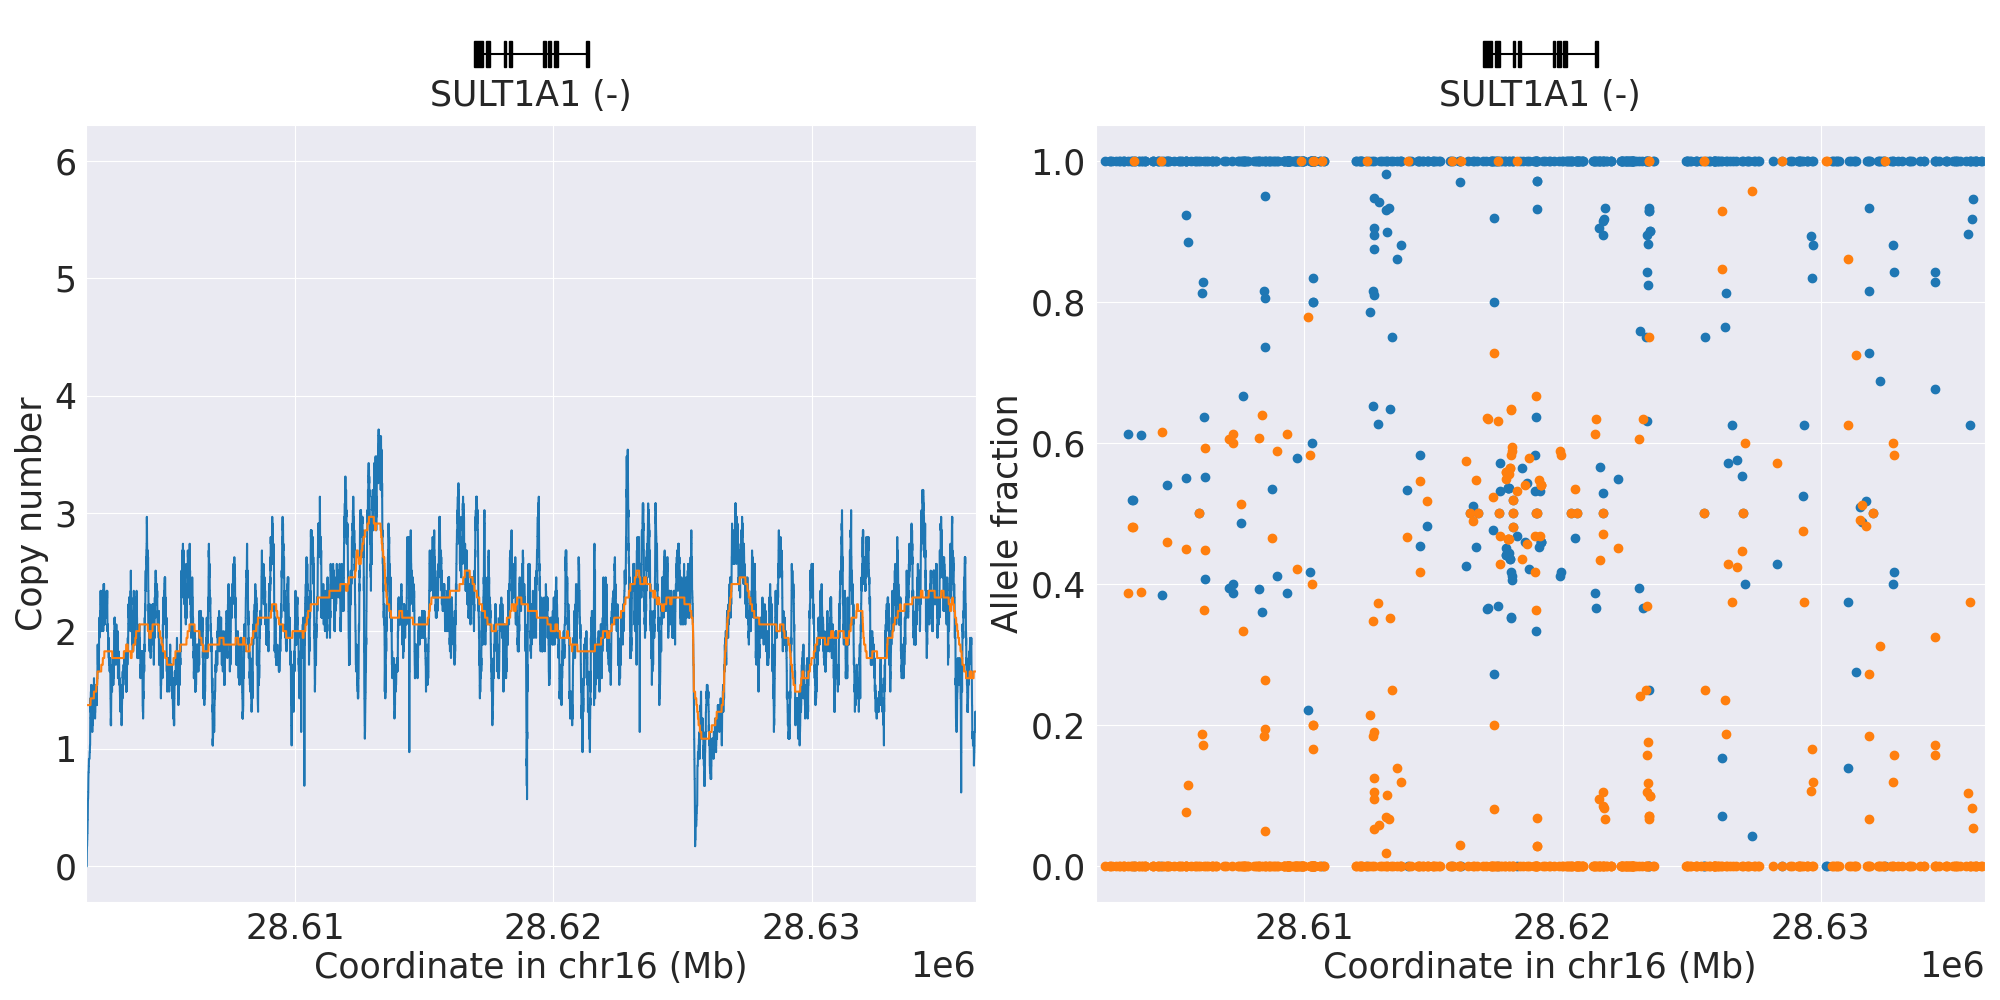 SULT1A1 (-)
6
5
4
3
2
1
0
Copy number
28.61
28.62
28.63
Coordinate in chr16 (Mb)
1e6
SULT1A1 (-)
1.0
0.8
0.6
0.4
0.2
0.0
Allele fraction
28.61
28.62
28.63
Coordinate in chr16 (Mb)
1e6